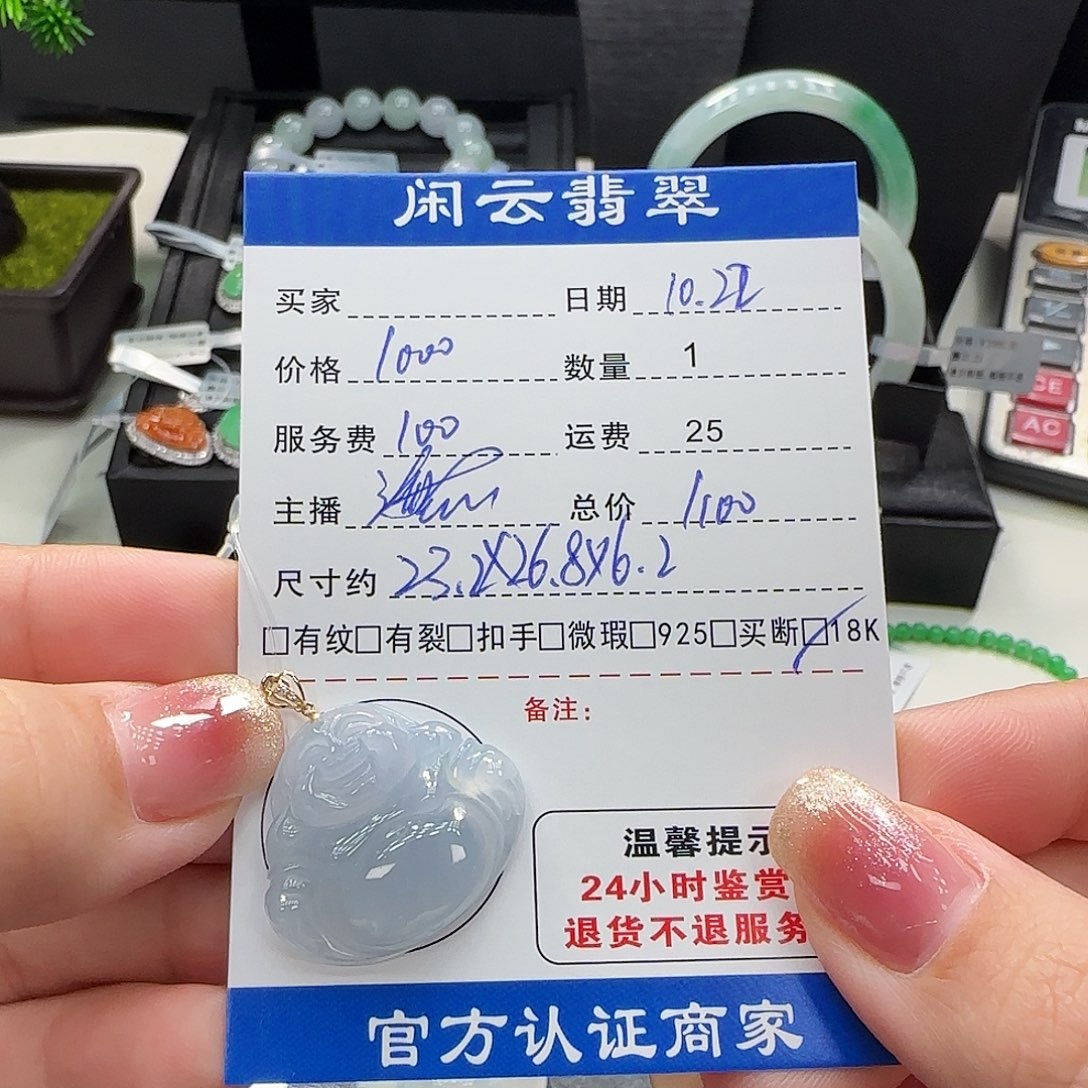 闲云翡翠
买家 日期 10.22
价格 1000 数量 1
服务费 100 运费 25
主播 总价 1100
尺寸约 23.2X26.8X6.2
□有纹□有裂□扣手□微瑕□925□买断□18K
备注：
温馨提示
24小时鉴赏
退货不退服务
官方认证商家
CE
AC